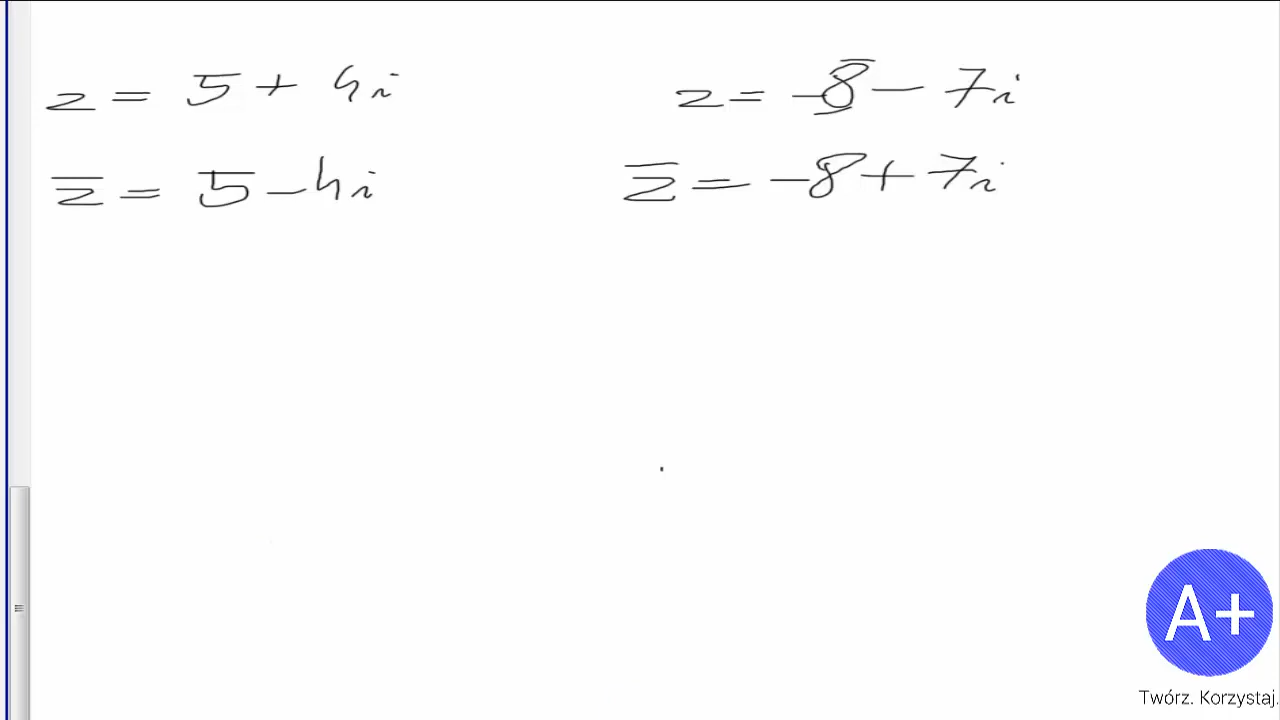 z = 5 + 4i
z = -8 - 7i
z̅ = 5 - 4i
z̅ = -8 + 7i
A+
Twórz. Korzystaj.